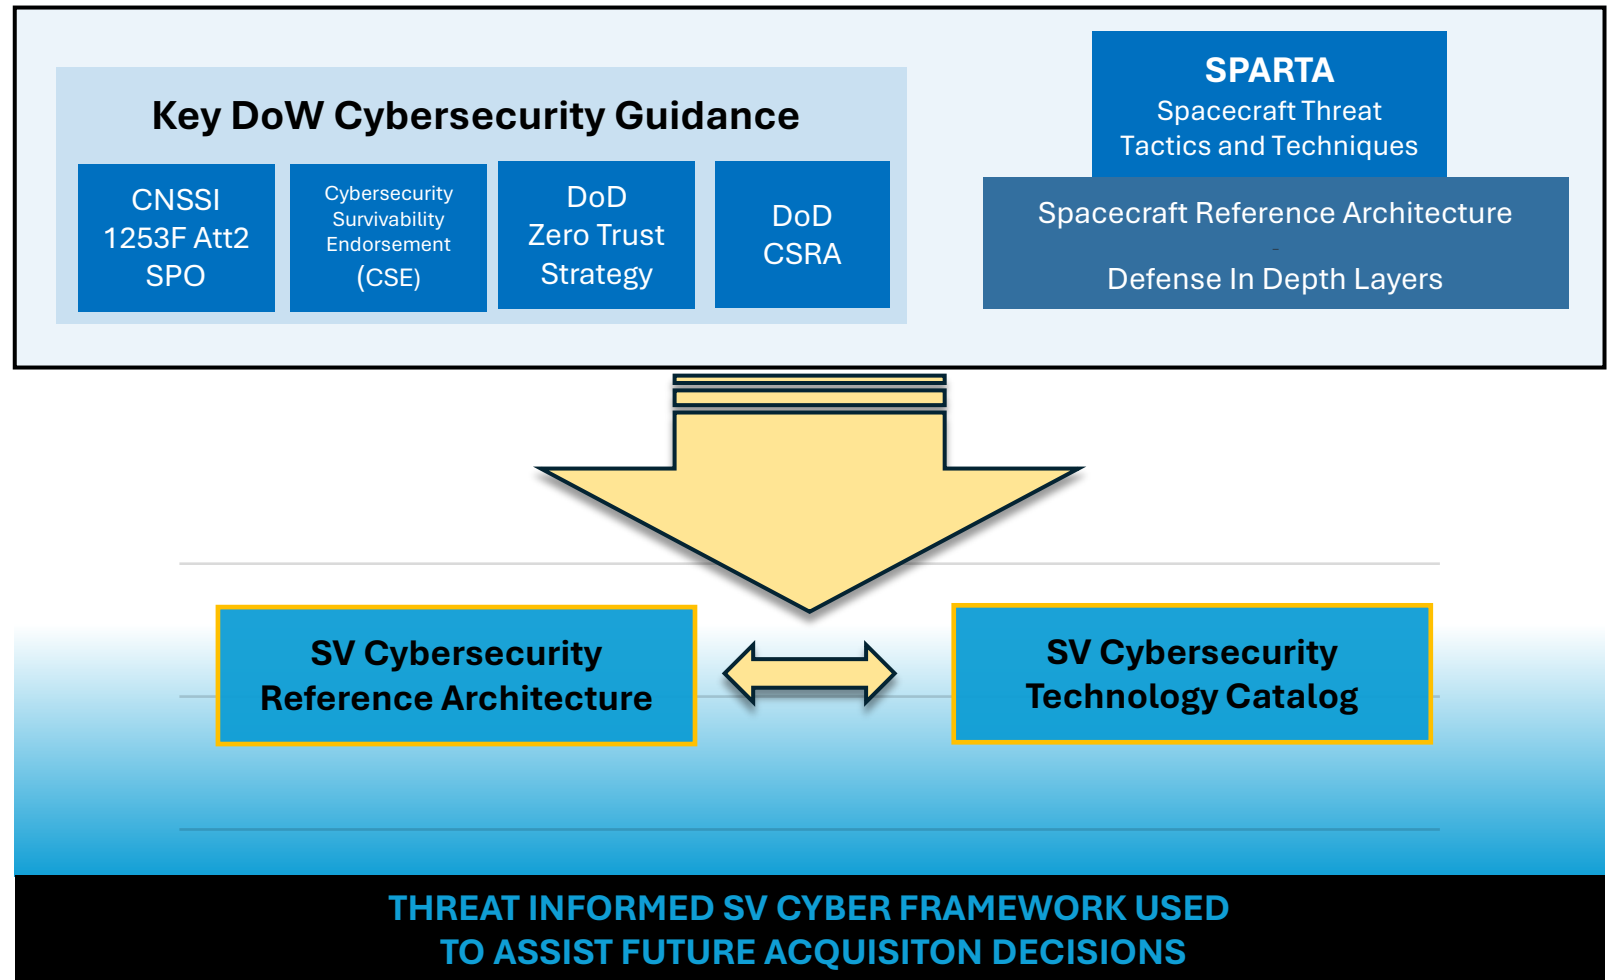 Key DoW Cybersecurity Guidance
CNSSI
1253F Att2
SPO
Cybersecurity
Survivability
Endorsement
(CSE)
DoD
Zero Trust
Strategy
DoD
CSRA
SPARTA
Spacecraft Threat
Tactics and Techniques
Spacecraft Reference Architecture
–
Defense In Depth Layers
SV Cybersecurity
Reference Architecture
SV Cybersecurity
Technology Catalog
THREAT INFORMED SV CYBER FRAMEWORK USED
TO ASSIST FUTURE ACQUISITON DECISIONS